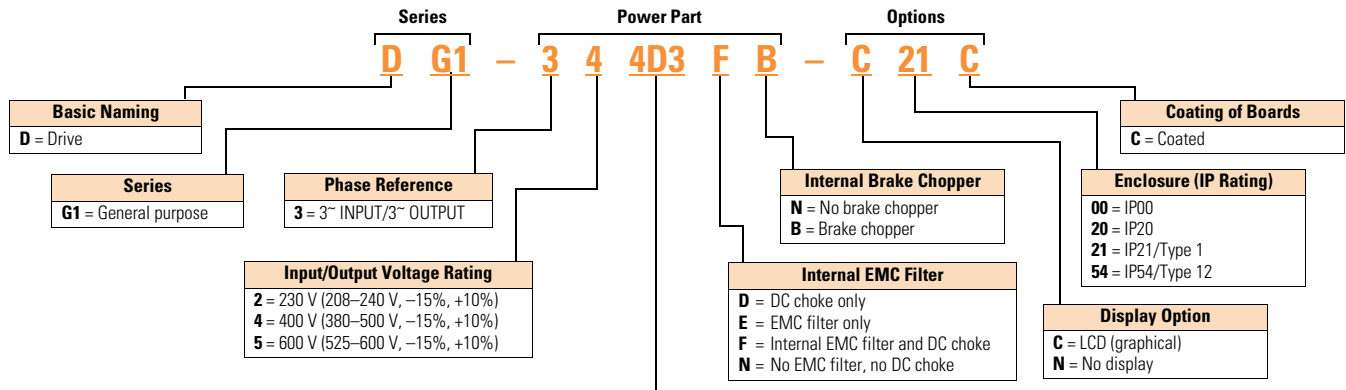 Series
Power Part
Options
D G1 – 3 4 4D3 F B – C 21 C
Basic Naming
D = Drive
Series
G1 = General purpose
Phase Reference
3 = 3~ INPUT/3~ OUTPUT
Input/Output Voltage Rating
2 = 230 V (208–240 V, –15%, +10%)
4 = 400 V (380–500 V, –15%, +10%)
5 = 600 V (525–600 V, –15%, +10%)
Internal Brake Chopper
N = No brake chopper
B = Brake chopper
Internal EMC Filter
D = DC choke only
E = EMC filter only
F = Internal EMC filter and DC choke
N = No EMC filter, no DC choke
Coating of Boards
C = Coated
Enclosure (IP Rating)
00 = IP00
20 = IP20
21 = IP21/Type 1
54 = IP54/Type 12
Display Option
C = LCD (graphical)
N = No display